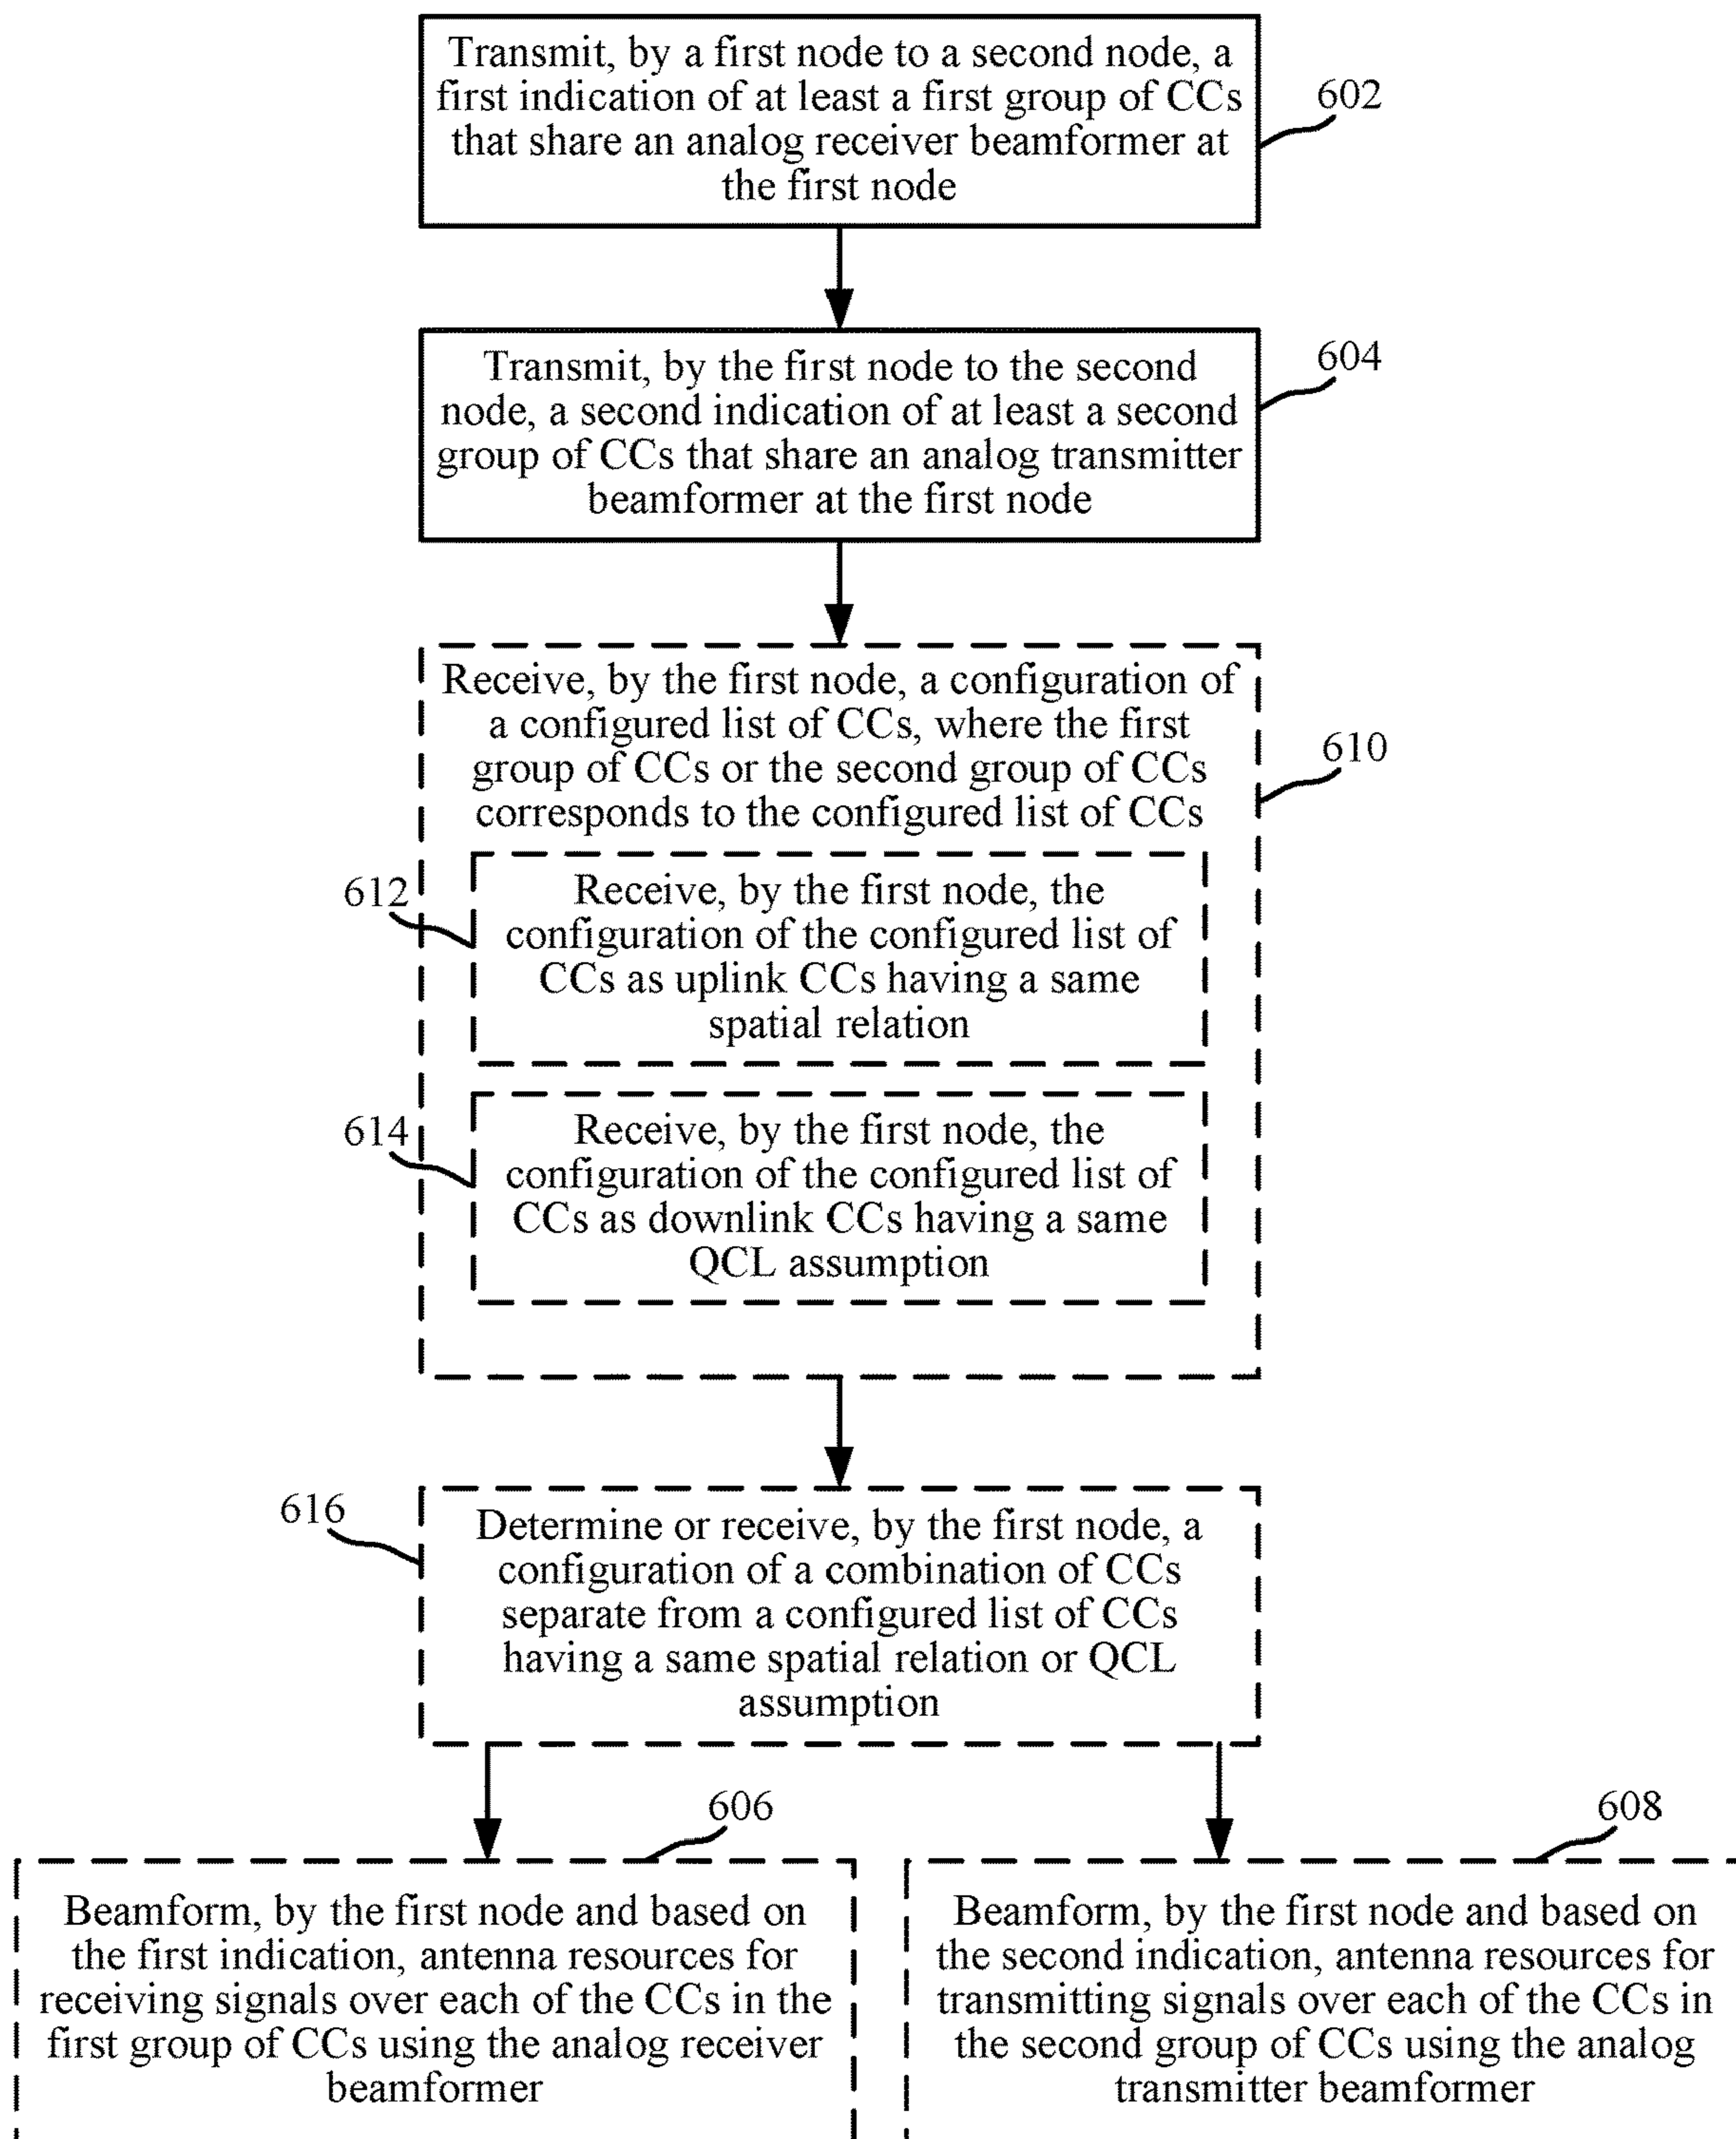 Transmit, by a first node to a second node, a
first indication of at least a first group of CCs
that share an analog receiver beamformer at
the first node
602
Transmit, by the first node to the second
node, a second indication of at least a second
group of CCs that share an analog transmitter
beamformer at the first node
604
Receive, by the first node, a configuration of
a configured list of CCs, where the first
group of CCs or the second group of CCs
corresponds to the configured list of CCs
610
612
Receive, by the first node, the
configuration of the configured list of
CCs as uplink CCs having a same
spatial relation
614
Receive, by the first node, the
configuration of the configured list of
CCs as downlink CCs having a same
QCL assumption
616
Determine or receive, by the first node, a
configuration of a combination of CCs
separate from a configured list of CCs
having a same spatial relation or QCL
assumption
606
Beamform, by the first node and based on
the first indication, antenna resources for
receiving signals over each of the CCs in the
first group of CCs using the analog receiver
beamformer
608
Beamform, by the first node and based on
the second indication, antenna resources for
transmitting signals over each of the CCs in
the second group of CCs using the analog
transmitter beamformer